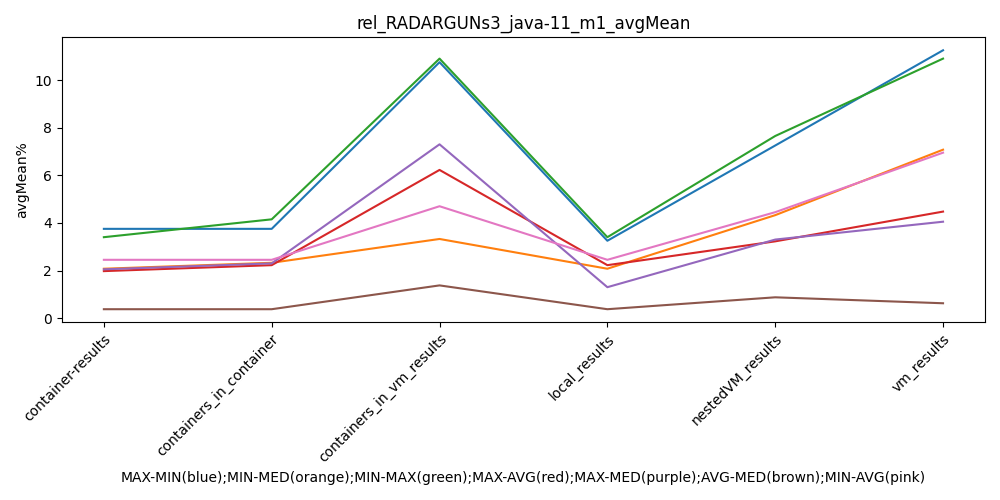 rel_RADARGUNs3_java-11_m1_avgMean
avgMean%
10
8
6
4
2
0
container-results
containers_in_container
containers_in_vm_results
local_results
nestedVM_results
vm_results
MAX-MIN(blue);MIN-MED(orange);MIN-MAX(green);MAX-AVG(red);MAX-MED(purple);AVG-MED(brown);MIN-AVG(pink)